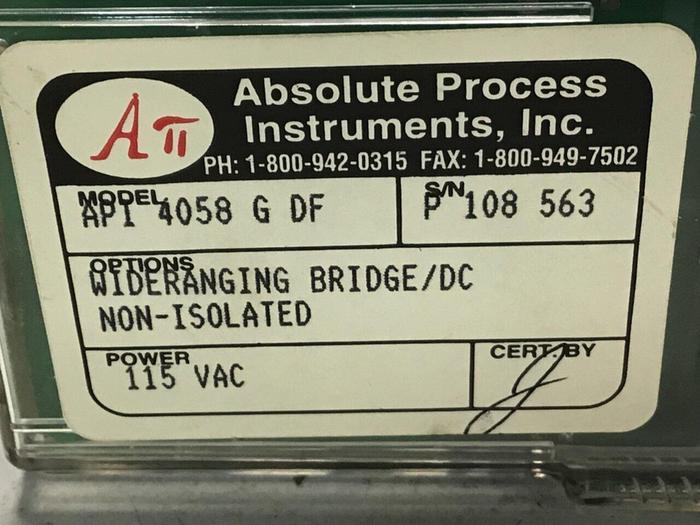 Aπ
Absolute Process
Instruments, Inc.
PH: 1-800-942-0315 FAX: 1-800-949-7502
MODEL
API 4058 G DF
S/N
P 108 563
OPTIONS
WIDERANGING BRIDGE/DC
NON-ISOLATED
POWER
115 VAC
CERT. BY